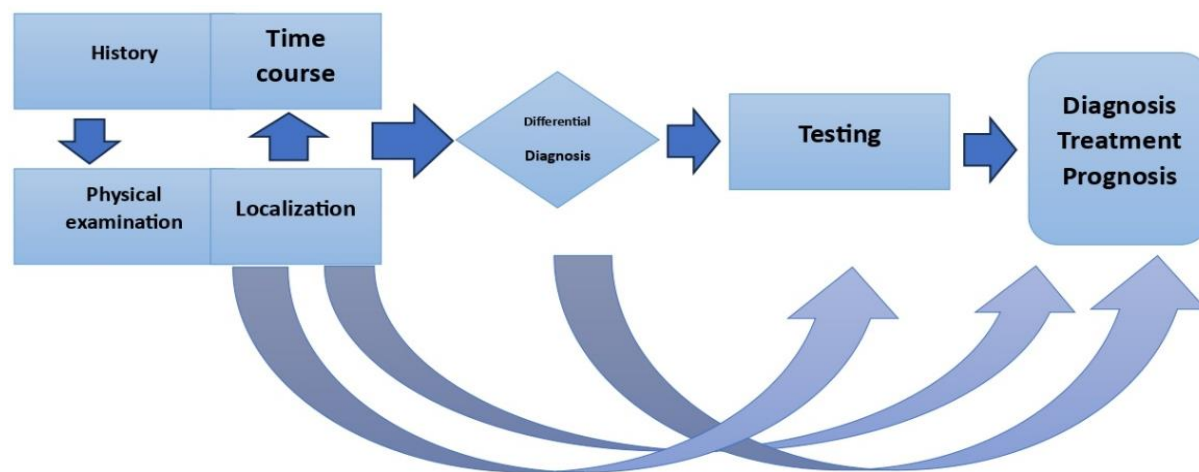 History
Time
course
Physical
examination
Localization
Differential
Diagnosis
Testing
Diagnosis
Treatment
Prognosis